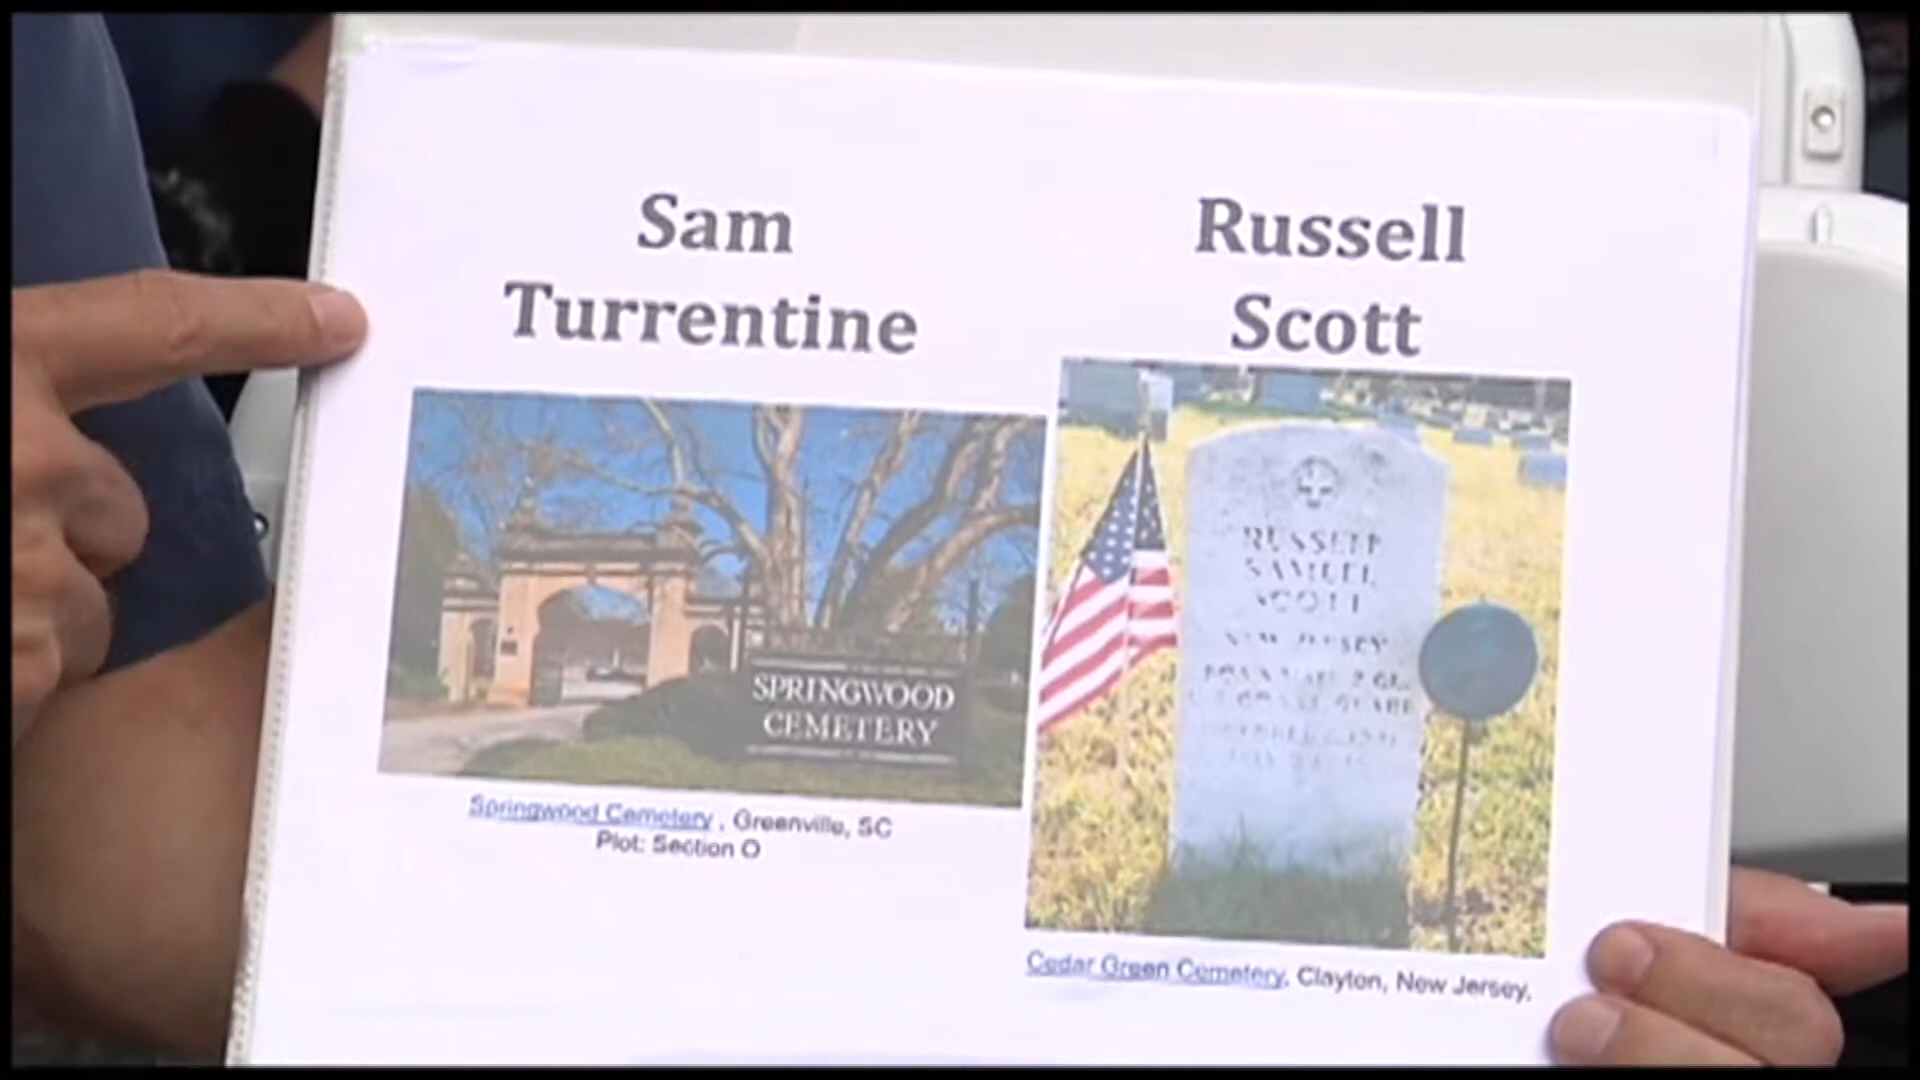 Sam
Turrentine
SPRINGWOOD
CEMETERY
Springwood Cemetery , Greenville, SC
Plot: Section O
Russell
Scott
RUSSELL
SAMUEL
SCOTT
NEW JERSEY
Cedar Green Cemetery, Clayton, New Jersey,